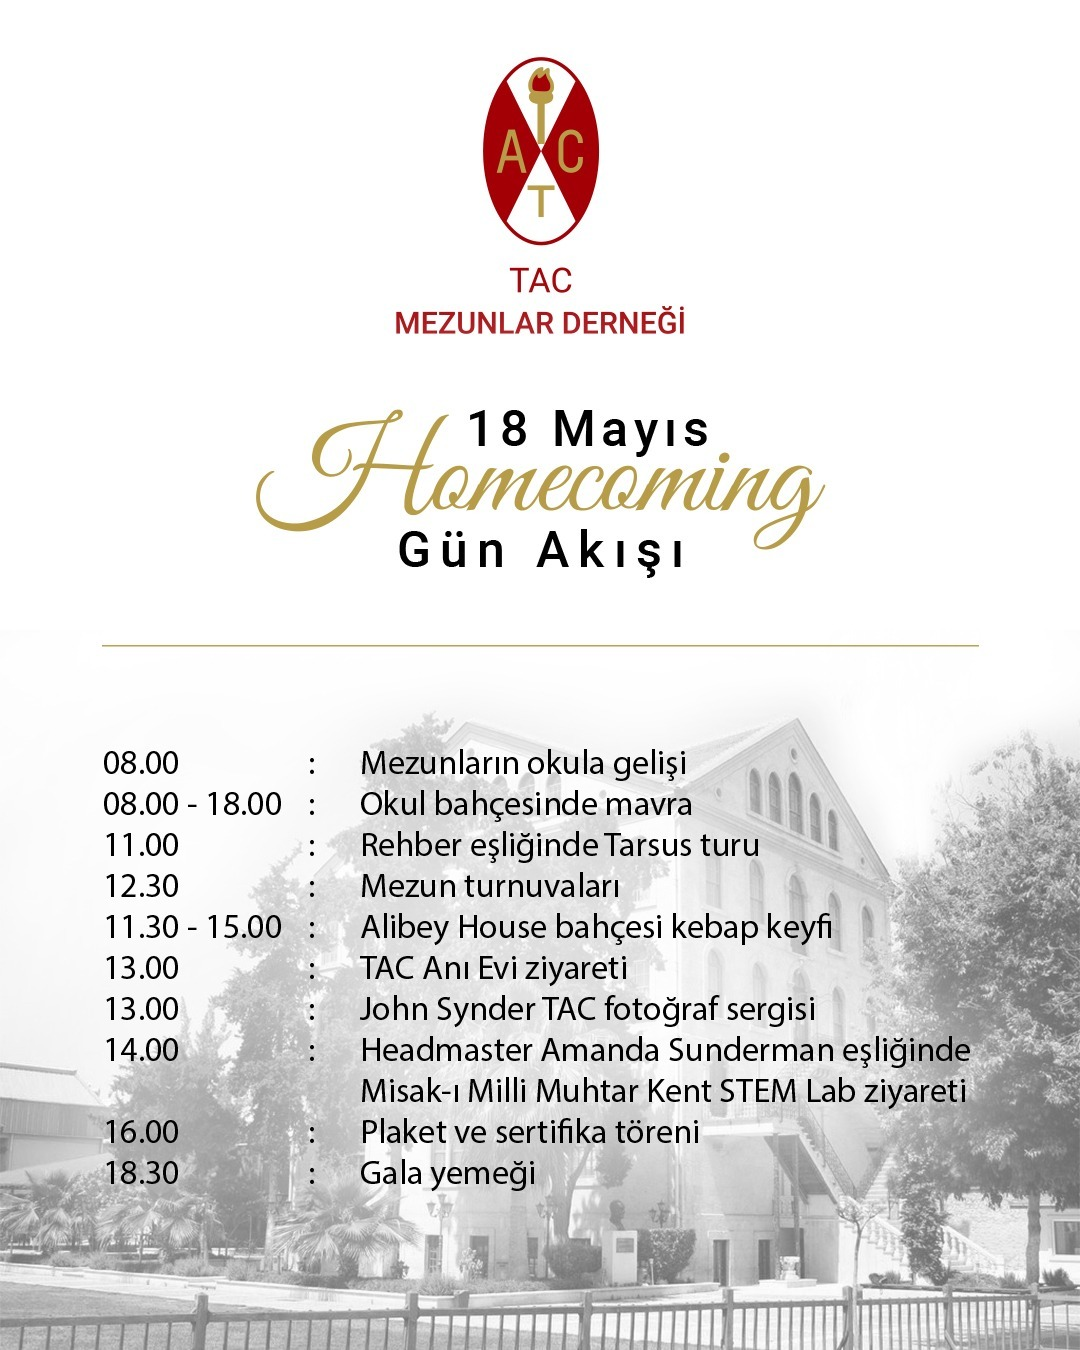 A C
T
TAC
MEZUNLAR DERNEĞİ
18 Mayıs
Homecoming
Gün Akışı
08.00 : Mezunların okula gelişi
08.00 - 18.00 : Okul bahçesinde mavra
11.00 : Rehber eşliğinde Tarsus turu
12.30 : Mezun turnuvaları
11.30 - 15.00 : Alibey House bahçesi kebap keyfi
13.00 : TAC Anı Evi ziyareti
13.00 : John Synder TAC fotoğraf sergisi
14.00 : Headmaster Amanda Sunderman eşliğinde
Misak-ı Milli Muhtar Kent STEM Lab ziyareti
16.00 : Plaket ve sertifika töreni
18.30 : Gala yemeği